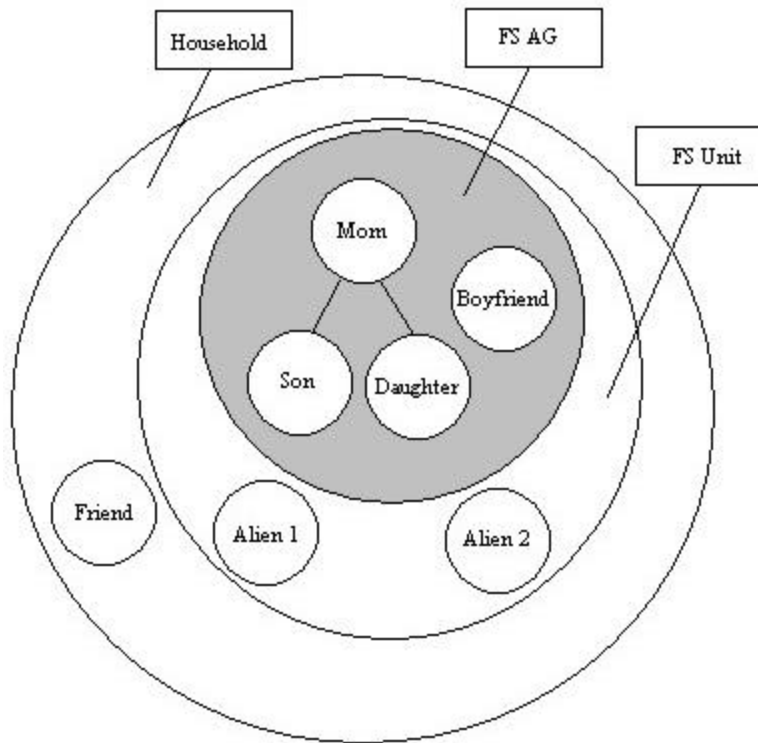 Household
FS AG
FS Unit
Mom
Boyfriend
Son
Daughter
Friend
Alien 1
Alien 2